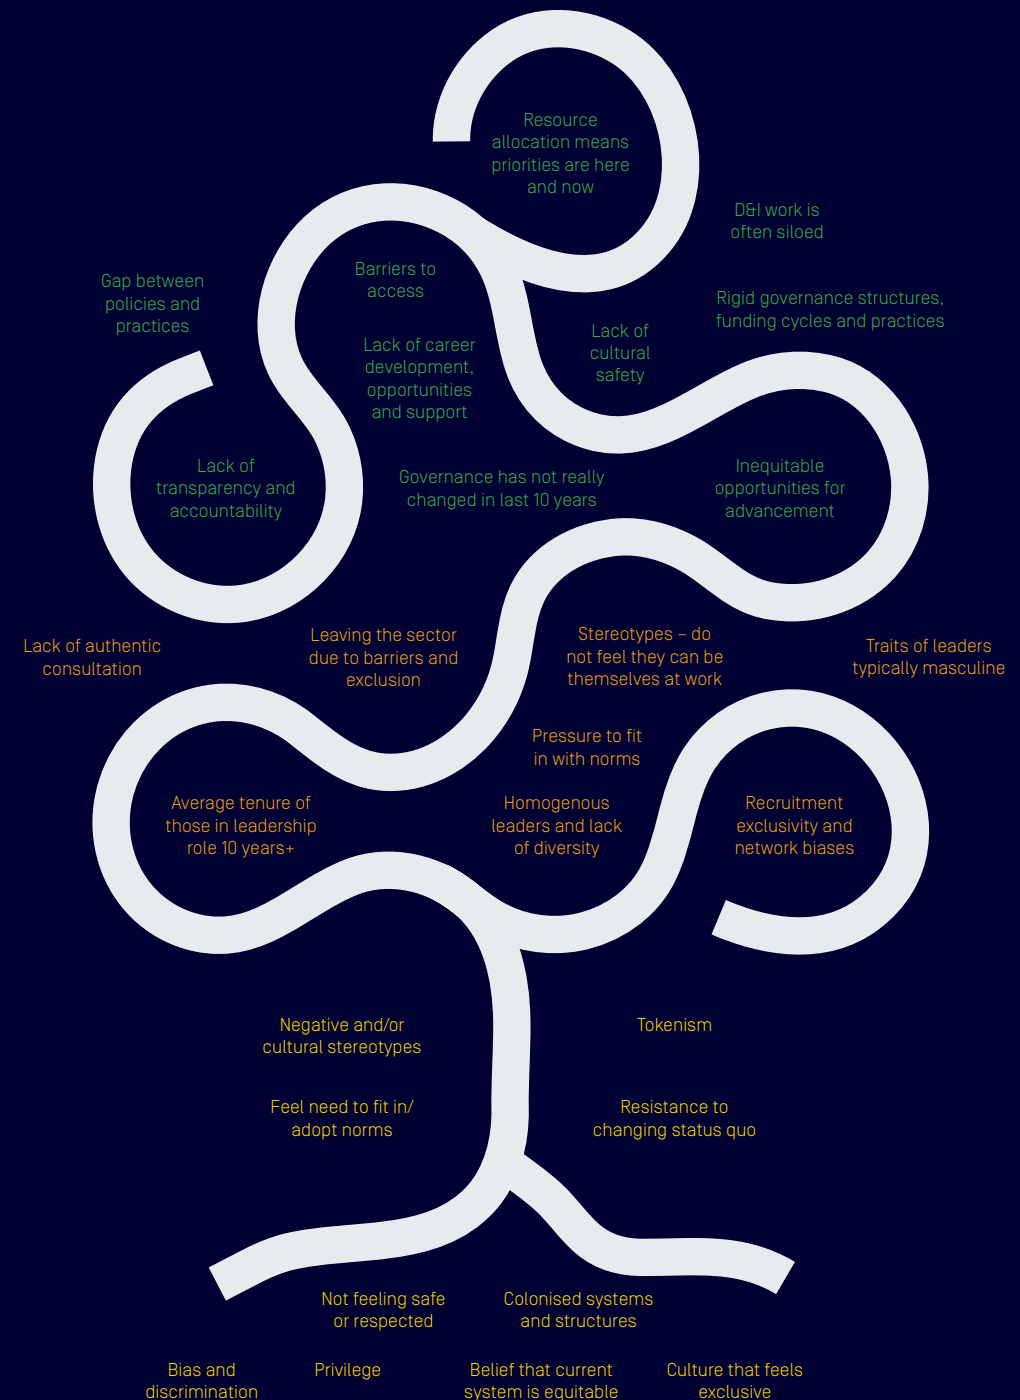 Resource
allocation means
priorities are here
and now
D&I work is
often siloed
Barriers to
access
Gap between
policies and
practices
Rigid governance structures,
funding cycles and practices
Lack of
cultural
safety
Lack of career
development,
opportunities
and support
Lack of
transparency and
accountability
Governance has not really
changed in last 10 years
Inequitable
opportunities for
advancement
Lack of authentic
consultation
Leaving the sector
due to barriers and
exclusion
Stereotypes – do
not feel they can be
themselves at work
Traits of leaders
typically masculine
Pressure to fit
in with norms
Average tenure of
those in leadership
role 10 years+
Homogenous
leaders and lack
of diversity
Recruitment
exclusivity and
network biases
Negative and/or
cultural stereotypes
Tokenism
Feel need to fit in/
adopt norms
Resistance to
changing status quo
Not feeling safe
or respected
Colonised systems
and structures
Bias and
discrimination
Privilege
Belief that current
system is equitable
Culture that feels
exclusive